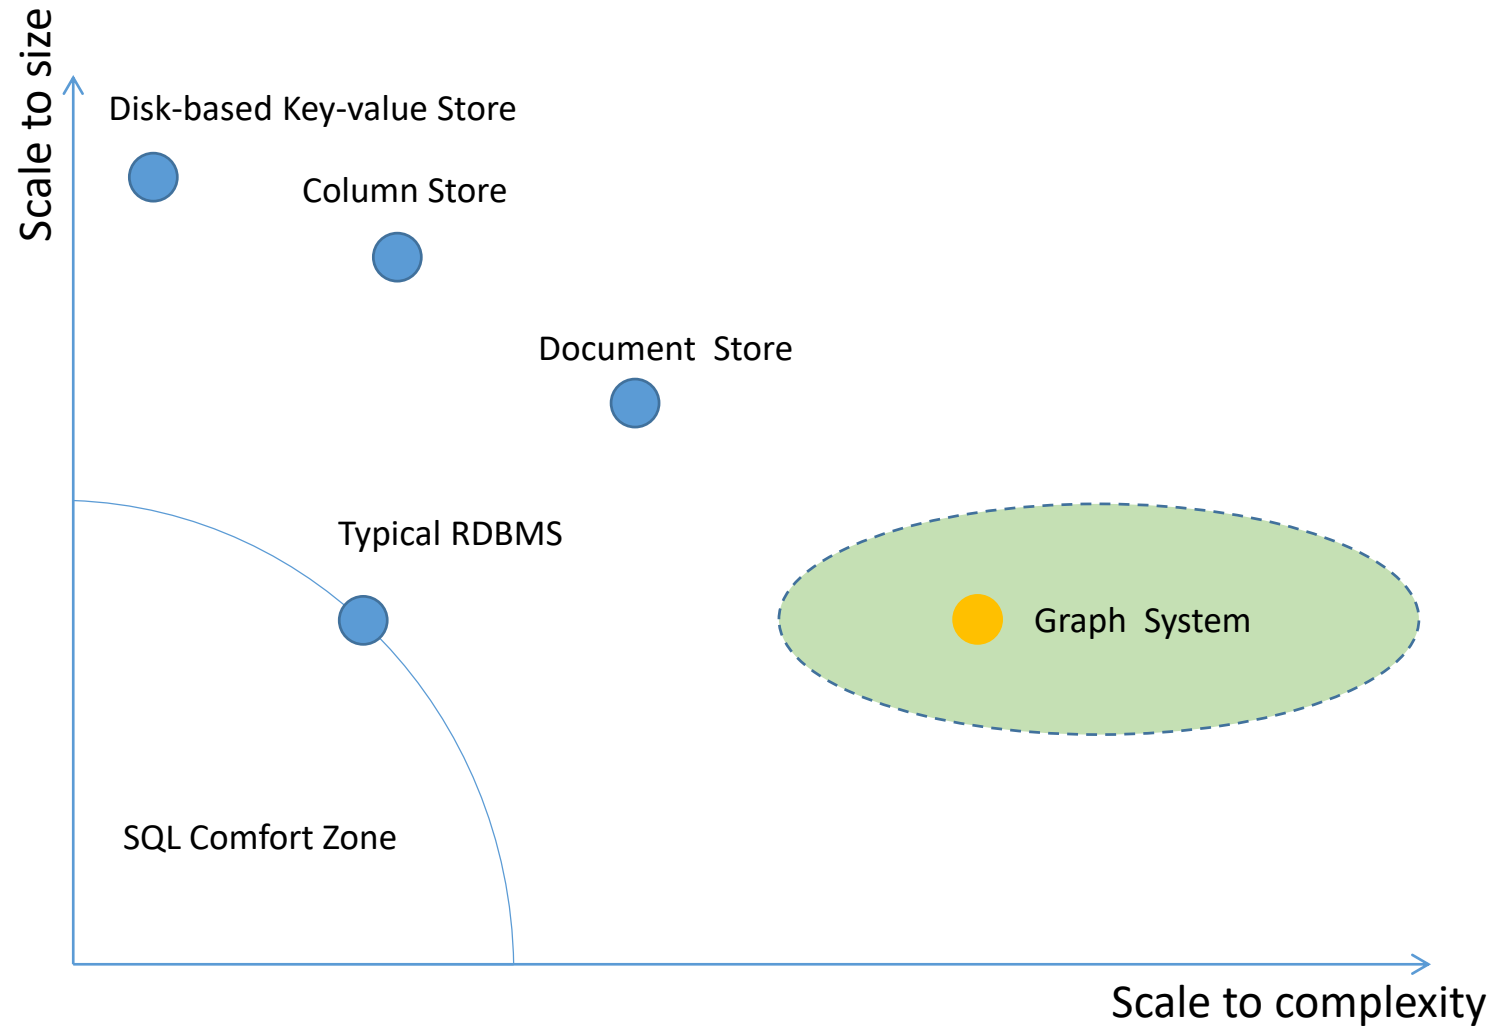 Scale to size
Disk-based Key-value Store
Column Store
Document  Store
Typical RDBMS
Graph  System
SQL Comfort Zone
Scale to complexity